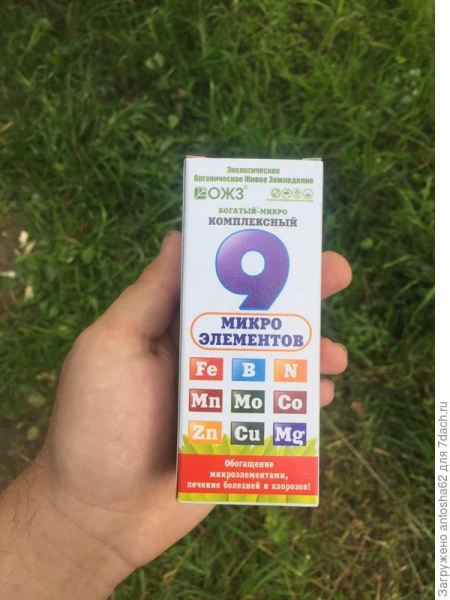 Экологическое
Органическое Живое Земледелие
ОЖЗ®
БОГАТЫЙ-МИКРО
КОМПЛЕКСНЫЙ
9
МИКРО
ЭЛЕМЕНТОВ
Fe B N
Mn Mo Co
Zn Cu Mg
Обогащение
микроэлементами,
лечение болезней и хлорозов!
Загружено antosha62 для 7dach.ru